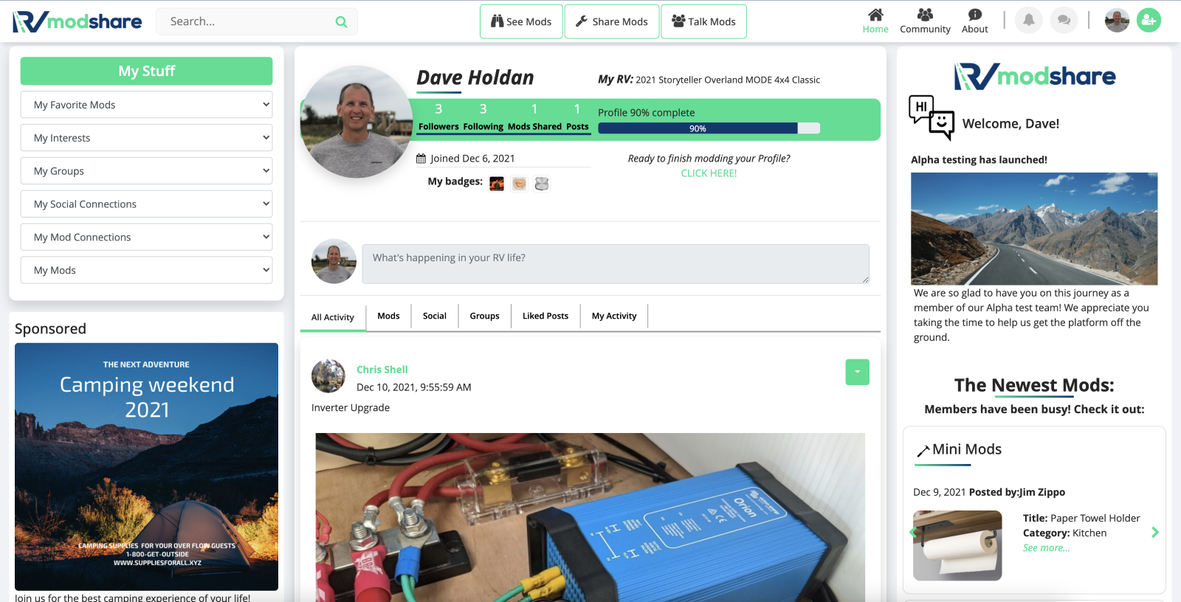 RVmodshare
Search...
See Mods
Share Mods
Talk Mods
Home
Community
About
My Stuff
My Favorite Mods
My Interests
My Groups
My Social Connections
My Mod Connections
My Mods
Sponsored
THE NEXT ADVENTURE
Camping weekend
2021
CAMPING SUPPLIES FOR YOUR OVER FLOW GUESTS
1-800-GET-OUTSIDE
WWW.SUPPLIESFORALL.XYZ
Join us for the best camping experience of your life!
Dave Holdan
My RV: 2021 Storyteller Overland MODE 4x4 Classic
3 3 1 1
Followers Following Mods Shared Posts
Profile 90% complete
90%
Joined Dec 6, 2021
My badges:
Ready to finish modding your Profile?
CLICK HERE!
What's happening in your RV life?
All Activity
Mods
Social
Groups
Liked Posts
My Activity
Chris Shell
Dec 10, 2021, 9:55:59 AM
Inverter Upgrade
Orion
RVmodshare
HI
Welcome, Dave!
Alpha testing has launched!
We are so glad to have you on this journey as a
member of our Alpha test team! We appreciate you
taking the time to help us get the platform off the
ground.
The Newest Mods:
Members have been busy! Check it out:
Mini Mods
Dec 9, 2021 Posted by:Jim Zippo
Title: Paper Towel Holder
Category: Kitchen
See more...